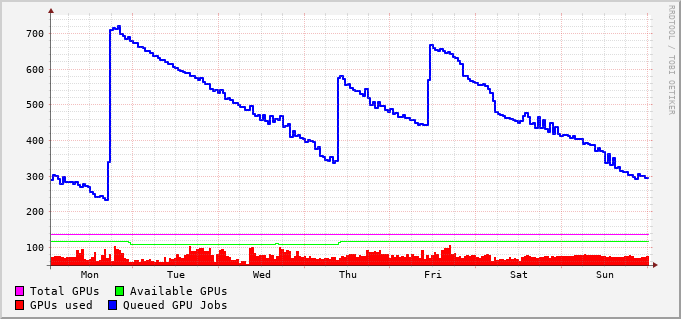 700
600
500
400
300
200
100
Mon Tue Wed Thu Fri Sat Sun
Total GPUs Available GPUs
GPUs used Queued GPU Jobs
RRDTOOL / TOBI OETIKER